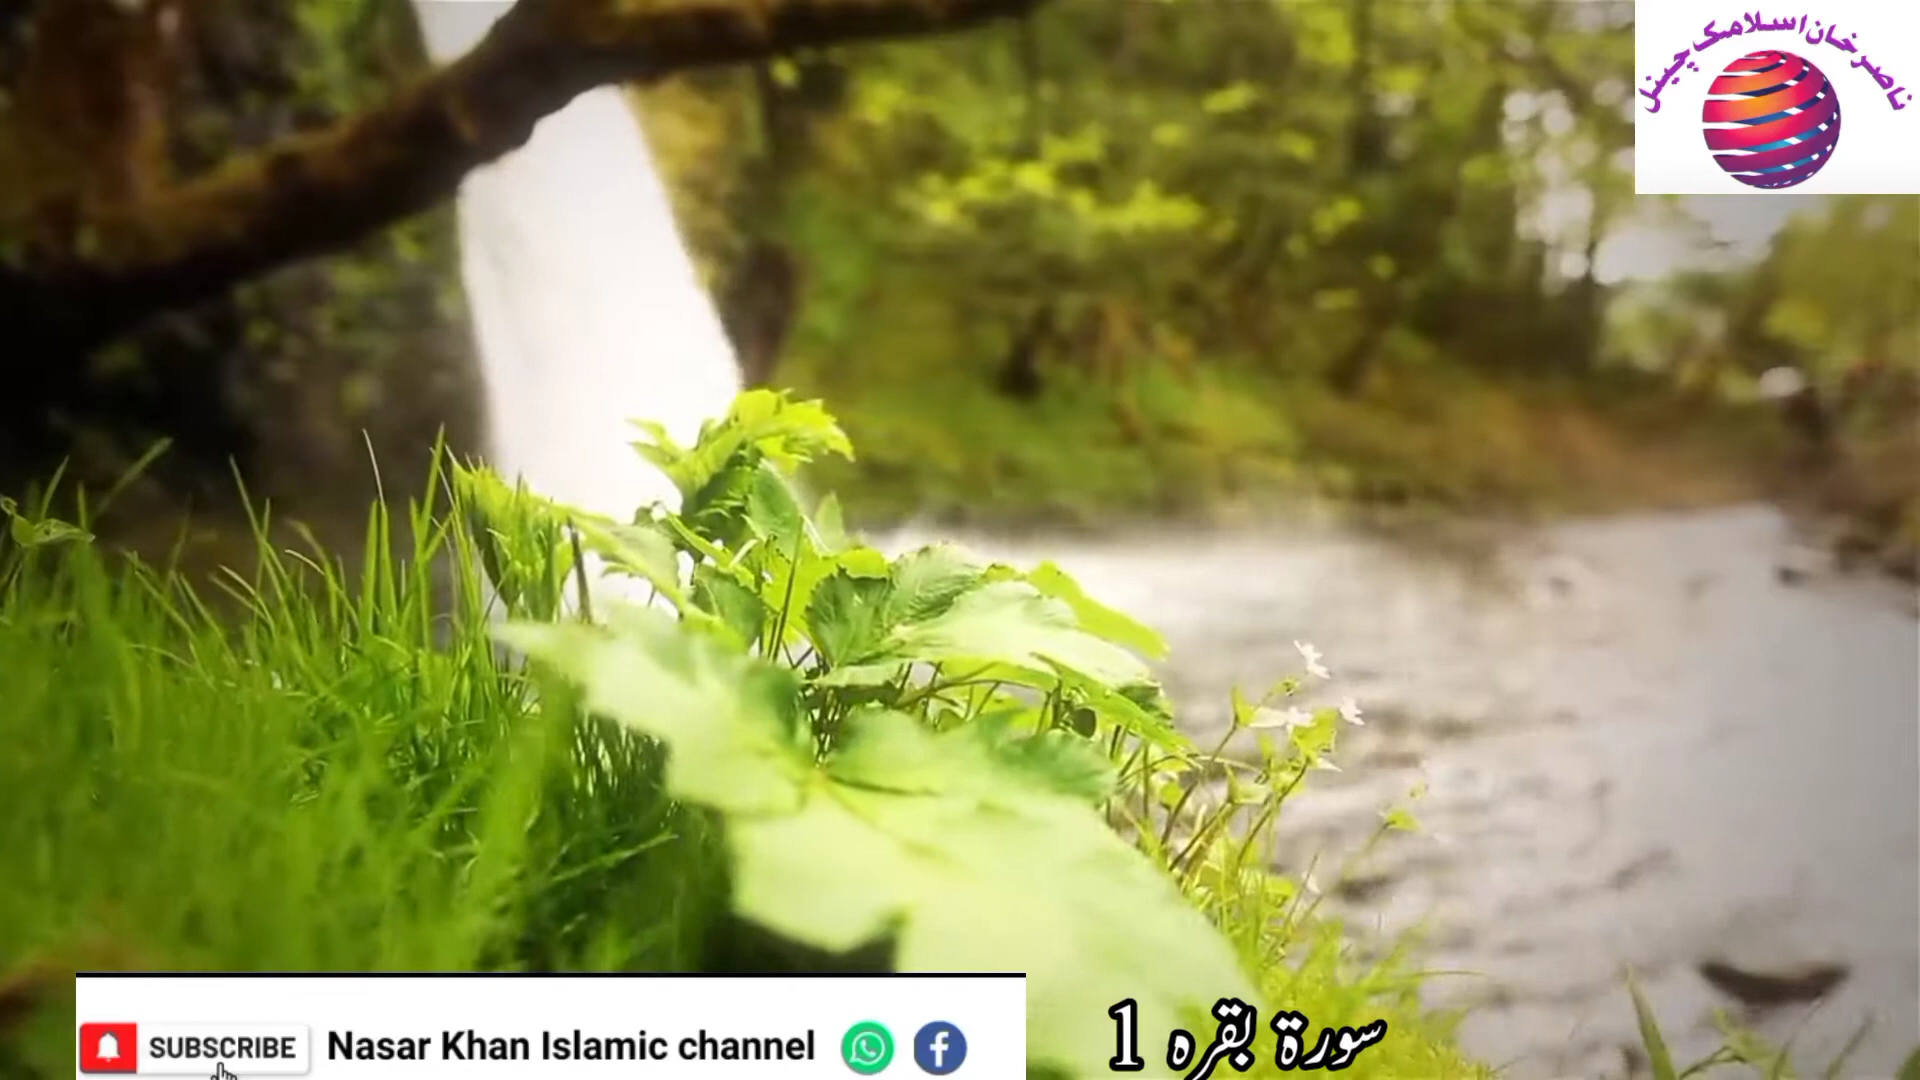 ناصر خان اسلامک چینل
SUBSCRIBE
Nasar Khan Islamic channel
سورۃ بقرہ 1